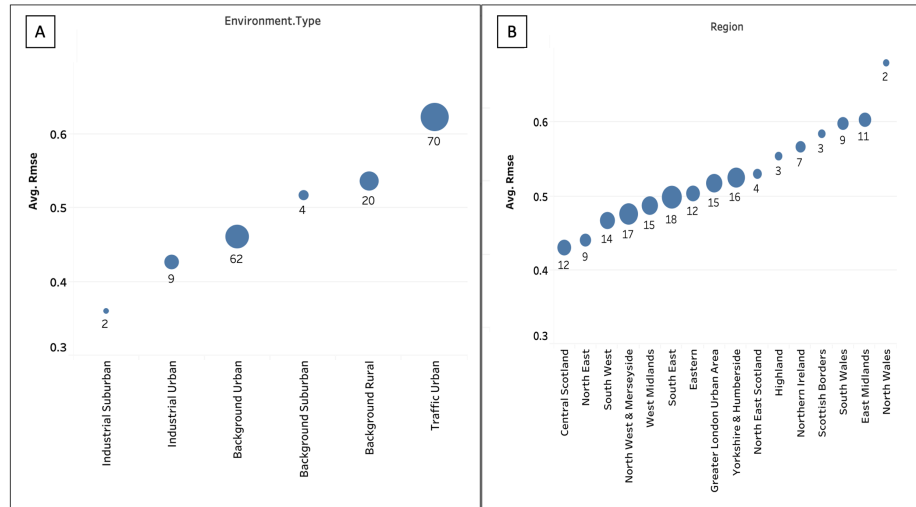 A
Environment.Type
Avg. Rmse
0.6
0.5
0.4
0.3
2
9
62
4
20
70
Industrial Suburban
Industrial Urban
Background Urban
Background Suburban
Background Rural
Traffic Urban
B
Region
Avg. Rmse
0.6
0.5
0.4
0.3
12
9
14
17
15
18
12
15
16
4
3
7
3
9
11
2
Central Scotland
North East
South West
North West & Merseyside
West Midlands
South East
Eastern
Greater London Urban Area
Yorkshire & Humberside
North East Scotland
Highland
Northern Ireland
Scottish Borders
South Wales
East Midlands
North Wales